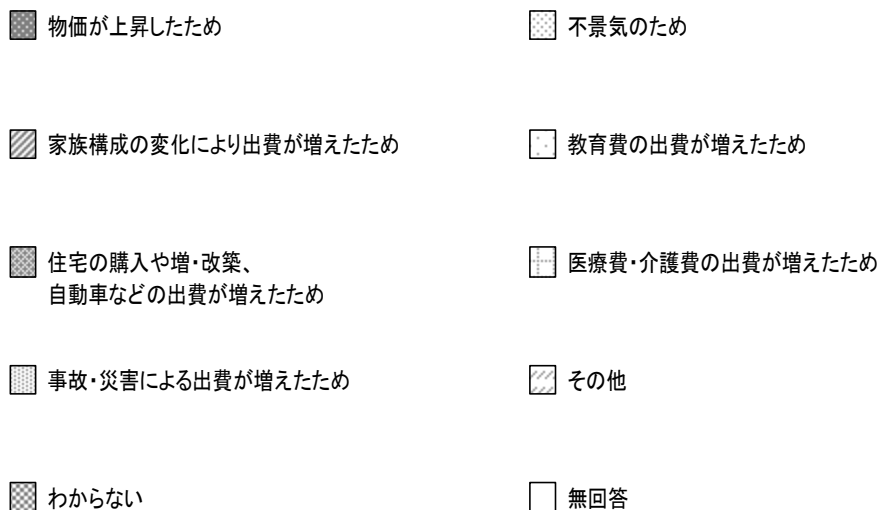 物価が上昇したため
不景気のため
家族構成の変化により出費が増えたため
教育費の出費が増えたため
住宅の購入や増・改築、
自動車などの出費が増えたため
医療費・介護費の出費が増えたため
事故・災害による出費が増えたため
その他
わからない
無回答